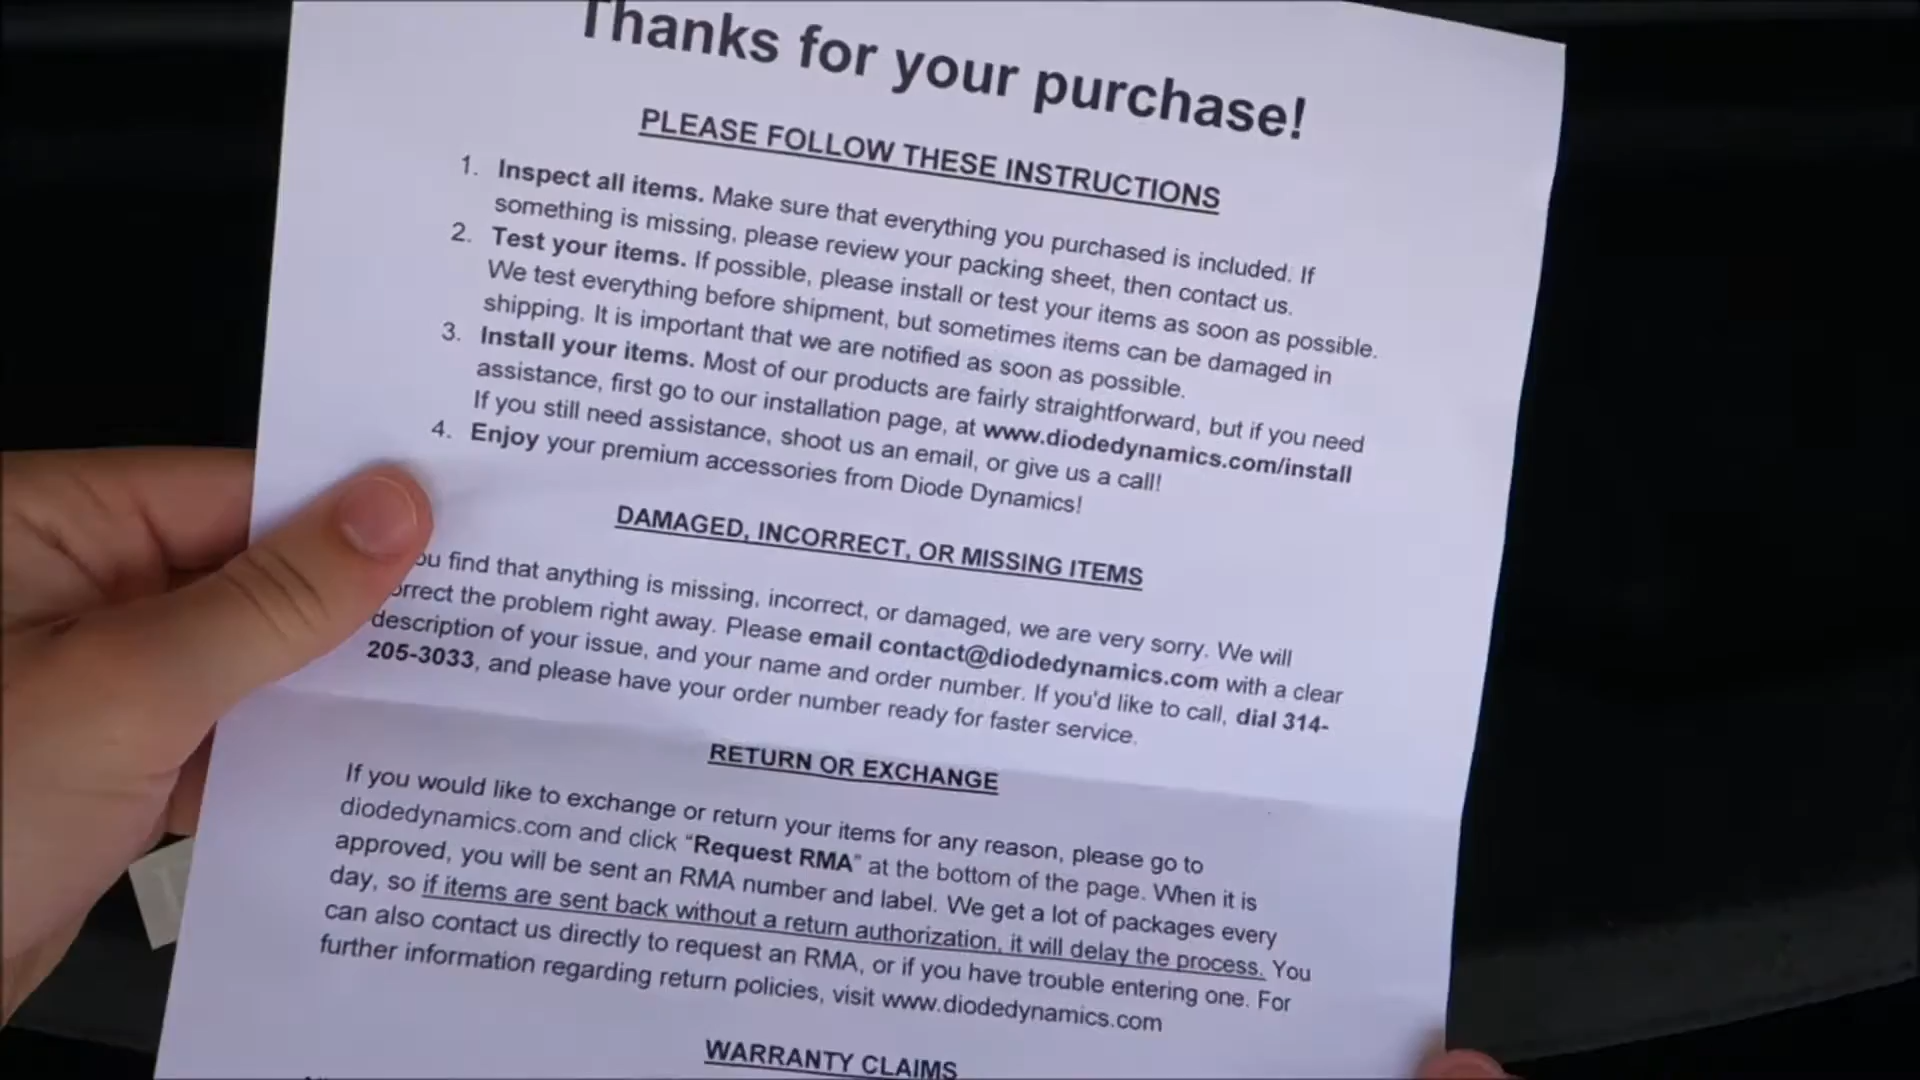 Thanks for your purchase!
PLEASE FOLLOW THESE INSTRUCTIONS
1. Inspect all items. Make sure that everything you purchased is included. If
something is missing, please review your packing sheet, then contact us.
2. Test your items. If possible, please install or test your items as soon as possible.
We test everything before shipment, but sometimes items can be damaged in
shipping. It is important that we are notified as soon as possible.
3. Install your items. Most of our products are fairly straightforward, but if you need
assistance, first go to our installation page, at www.diodedynamics.com/install
If you still need assistance, shoot us an email, or give us a call!
4. Enjoy your premium accessories from Diode Dynamics!
DAMAGED, INCORRECT, OR MISSING ITEMS
find that anything is missing, incorrect, or damaged, we are very sorry. We will
the problem right away. Please email contact@diodedynamics.com with a clear
description of your issue, and your name and order number. If you'd like to call, dial 314-
205-3033, and please have your order number ready for faster service.
RETURN OR EXCHANGE
If you would like to exchange or return your items for any reason, please go to
diodedynamics.com and click “Request RMA” at the bottom of the page. When it is
approved, you will be sent an RMA number and label. We get a lot of packages every
day, so if items are sent back without a return authorization, it will delay the process. You
can also contact us directly to request an RMA, or if you have trouble entering one. For
further information regarding return policies, visit www.diodedynamics.com
WARRANTY CLAIMS